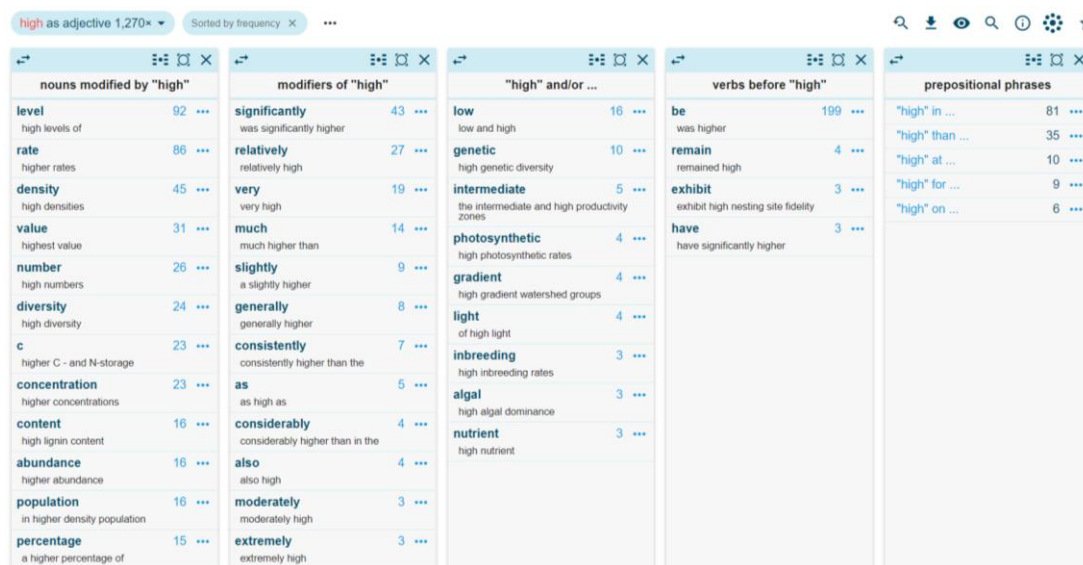 high as adjective 1,270×
Sorted by frequency ×
nouns modified by "high"
level 92
high levels of
rate 86
higher rates
density 45
high densities
value 31
highest value
number 26
high numbers
diversity 24
high diversity
c 23
higher C - and N-storage
concentration 23
higher concentrations
content 16
high lignin content
abundance 16
higher abundance
population 16
in higher density population
percentage 15
a higher percentage of
modifiers of "high"
significantly 43
was significantly higher
relatively 27
relatively high
very 19
very high
much 14
much higher than
slightly 9
a slightly higher
generally 8
generally higher
consistently 7
consistently higher than the
as 5
as high as
considerably 4
considerably higher than in the
also 4
also high
moderately 3
moderately high
extremely 3
extremely high
"high" and/or ...
low 16
low and high
genetic 10
high genetic diversity
intermediate 5
the intermediate and high productivity
zones
photosynthetic 4
high photosynthetic rates
gradient 4
high gradient watershed groups
light 4
of high light
inbreeding 3
high inbreeding rates
algal 3
high algal dominance
nutrient 3
high nutrient
verbs before "high"
be 199
was higher
remain 4
remained high
exhibit 3
exhibit high nesting site fidelity
have 3
have significantly higher
prepositional phrases
"high" in ... 81
"high" than ... 35
"high" at ... 10
"high" for ... 9
"high" on ... 6